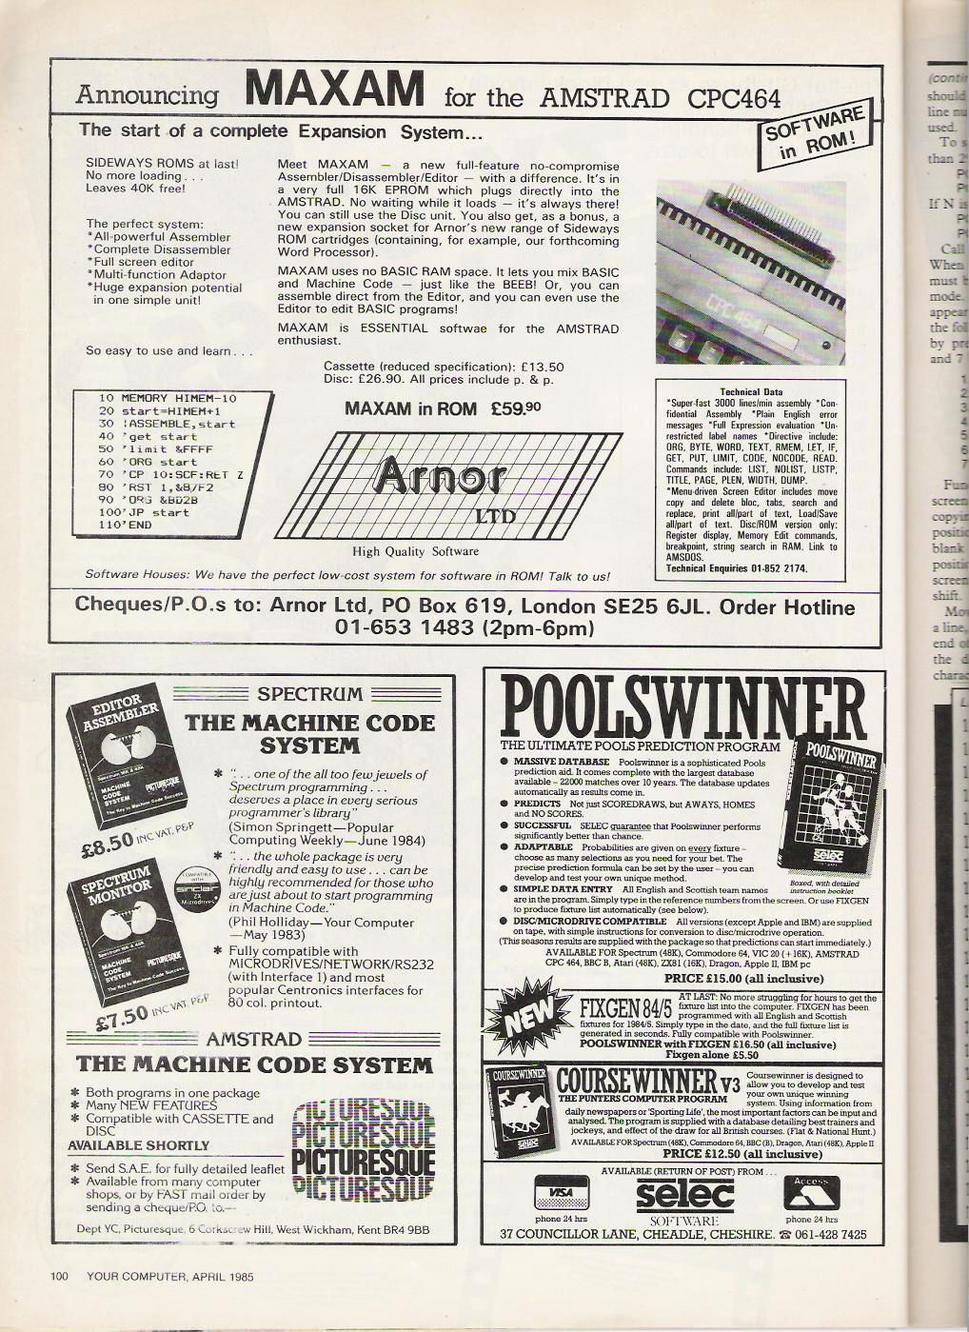 Announcing MAXAM for the AMSTRAD CPC464
The start of a complete Expansion System...
SOFTWARE
in ROM!
SIDEWAYS ROMS at last!
No more loading...
Leaves 40K free!
The perfect system:
*All-powerful Assembler
*Complete Disassembler
*Full screen editor
*Multi-function Adaptor
*Huge expansion potential
in one simple unit!
So easy to use and learn...
Meet MAXAM — a new full-feature no-compromise
Assembler/Disassembler/Editor — with a difference. It's in
a very full 16K EPROM which plugs directly into the
AMSTRAD. No waiting while it loads — it's always there!
You can still use the Disc unit. You also get, as a bonus, a
new expansion socket for Arnor's new range of Sideways
ROM cartridges (containing, for example, our forthcoming
Word Processor).
MAXAM uses no BASIC RAM space. It lets you mix BASIC
and Machine Code — just like the BEEB! Or, you can
assemble direct from the Editor, and you can even use the
Editor to edit BASIC programs!
MAXAM is ESSENTIAL softwae for the AMSTRAD
enthusiast.
Cassette (reduced specification): £13.50
Disc: £26.90. All prices include p. & p.
MAXAM in ROM £59.90
10 MEMORY HIMEM-10
20 start=HIMEM+1
30 !ASSEMBLE,start
40 'get start
50 'limit &FFFF
60 'ORG start
70 'CP 10:SCF:RET Z
80 'RST 1,&87F2
90 'ORG &BD2B
100'JP start
110'END
Arnor
LTD
High Quality Software
CPC464
Technical Data
*Super-fast 3000 lines/min assembly *Con-
fidential Assembly *Plain English error
messages *Full Expression evaluation *Un-
restricted label names *Directive include:
ORG, BYTE, WORD, TEXT, RMEM, LET, IF,
GET, PUT, LIMIT, CODE, NOCODE, READ.
Commands include: LIST, NOLIST, LISTP,
TITLE, PAGE, PLEN, WIDTH, DUMP.
*Menu-driven Screen Editor includes move
copy and delete bloc, tabs, search and
replace, print all/part of text, Load/Save
all/part of text. Disc/ROM version only:
Register display, Memory Edit commands,
breakpoint, string search in RAM. Link to
AMSDOS.
Technical Enquiries 01-852 2174.
Software Houses: We have the perfect low-cost system for software in ROM! Talk to us!
Cheques/P.O.s to: Arnor Ltd, PO Box 619, London SE25 6JL. Order Hotline
01-653 1483 (2pm-6pm)
SPECTRUM
THE MACHINE CODE
SYSTEM
EDITOR
ASSEMBLER
MACHINE
CODE
SYSTEM
PICTURESQUE
The Key to Machine Code Success
£8.50 INC VAT. P&P
* "... one of the all too few jewels of
Spectrum programming...
deserves a place in every serious
programmer's library"
(Simon Springett—Popular
Computing Weekly—June 1984)
* "... the whole package is very
friendly and easy to use... can be
highly recommended for those who
are just about to start programming
in Machine Code."
(Phil Holliday—Your Computer
—May 1983)
* Fully compatible with
MICRODRIVES/NETWORK/RS232
(with Interface 1) and most
popular Centronics interfaces for
80 col. printout.
COMPATIBLE
WITH
sinclair
ZX
Microdrives
SPECTRUM
MONITOR
MACHINE
CODE
SYSTEM
PICTURESQUE
The Key to Machine Code Success
£7.50 INC VAT. P&P
AMSTRAD
THE MACHINE CODE SYSTEM
* Both programs in one package
* Many NEW FEATURES
* Compatible with CASSETTE and
DISC
AVAILABLE SHORTLY
* Send S.A.E. for fully detailed leaflet
* Available from many computer
shops, or by FAST mail order by
sending a cheque/P.O. to.—
PICTURESQUE
PICTURESQUE
PICTURESQUE
PICTURESQUE
Dept YC, Picturesque, 6 Corkscrew Hill, West Wickham, Kent BR4 9BB
POOLSWINNER
THE ULTIMATE POOLS PREDICTION PROGRAM
● MASSIVE DATABASE Poolswinner is a sophisticated Pools
prediction aid. It comes complete with the largest database
available – 22000 matches over 10 years. The database updates
automatically as results come in.
● PREDICTS Not just SCOREDRAWS, but AWAYS, HOMES
and NO SCORES.
● SUCCESSFUL SELEC guarantee that Poolswinner performs
significantly better than chance.
● ADAPTABLE Probabilities are given on every fixture –
choose as many selections as you need for your bet. The
precise prediction formula can be set by the user – you can
develop and test your own unique method.
● SIMPLE DATA ENTRY All English and Scottish team names
are in the program. Simply type in the reference numbers from the screen. Or use FIXGEN
to produce fixture list automatically (see below).
● DISC/MICRODRIVE COMPATIBLE All versions (except Apple and IBM) are supplied
on tape, with simple instructions for conversion to disc/microdrive operation.
(This seasons results are supplied with the package so that predictions can start immediately.)
AVAILABLE FOR Spectrum (48K), Commodore 64, VIC 20 (+16K), AMSTRAD
CPC 464, BBC B, Atari (48K), ZX81 (16K), Dragon, Apple II, IBM pc
PRICE £15.00 (all inclusive)
POOLSWINNER
selec
Boxed, with detailed
instruction booklet
NEW
FIXGEN 84/5
AT LAST: No more struggling for hours to get the
fixture list into the computer. FIXGEN has been
programmed with all English and Scottish
fixtures for 1984/5. Simply type in the date, and the full fixture list is
generated in seconds. Fully compatible with Poolswinner.
POOLSWINNER with FIXGEN £16.50 (all inclusive)
Fixgen alone £5.50
COURSEWINNER
selec
COURSEWINNER V3
THE PUNTERS COMPUTER PROGRAM
Coursewinner is designed to
allow you to develop and test
your own unique winning
system. Using information from
daily newspapers or 'Sporting Life', the most important factors can be input and
analysed. The program is supplied with a database detailing best trainers and
jockeys, and effect of the draw for all British courses. (Flat & National Hunt.)
AVAILABLE FOR Spectrum (48K), Commodore 64, BBC (B), Dragon, Atari (48K), Apple II
PRICE £12.50 (all inclusive)
AVAILABLE (RETURN OF POST) FROM...
VISA
phone 24 hrs
selec
SOFTWARE
Access
phone 24 hrs
37 COUNCILLOR LANE, CHEADLE, CHESHIRE. ☎ 061-428 7425
100 YOUR COMPUTER, APRIL 1985